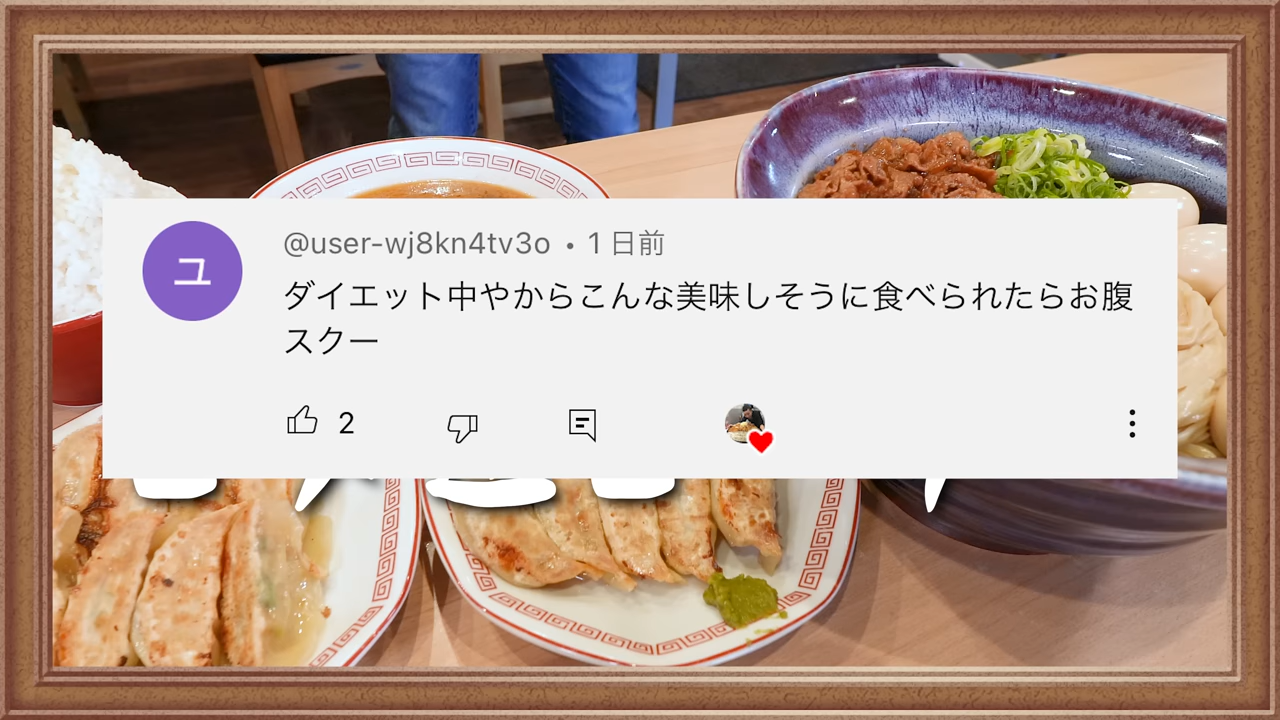 ユ
@user-wj8kn4tv3o • 1 日前
ダイエット中やからこんな美味しそうに食べられたらお腹
スクー
2